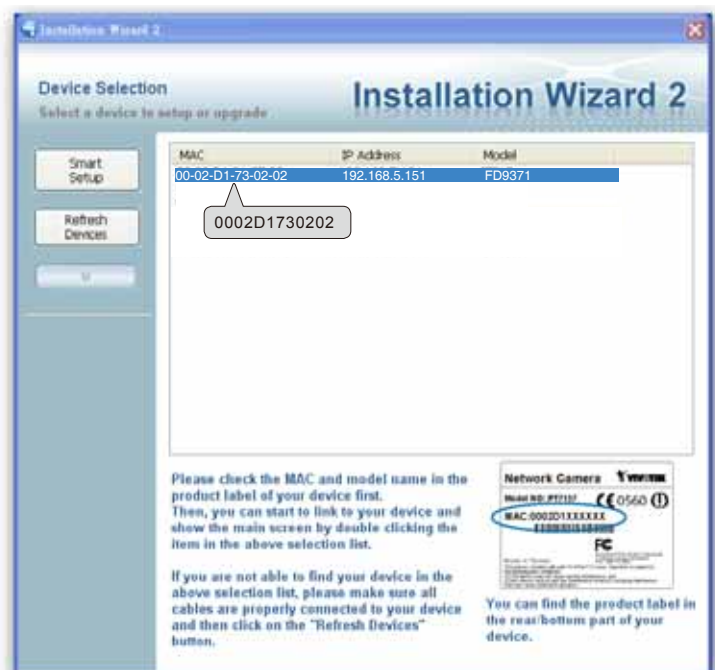 Installation Wizard 2
Device Selection
Select a device to setup or upgrade
Installation Wizard 2
Smart
Setup
Refresh
Devices
MAC IP Address Model
00-02-D1-73-02-02 192.168.5.151 FD9371
0002D1730202
Please check the MAC and model name in the
product label of your device first.
Then, you can start to link to your device and
show the main screen by double clicking the
item in the above selection list.
If you are not able to find your device in the
above selection list, please make sure all
cables are properly connected to your device
and then click on the "Refresh Devices"
button.
Network Camera VIVOTEK
Model NO:
CE0560
MAC:0002D1XXXXXX
FC
You can find the product label in
the rear/bottom part of your
device.